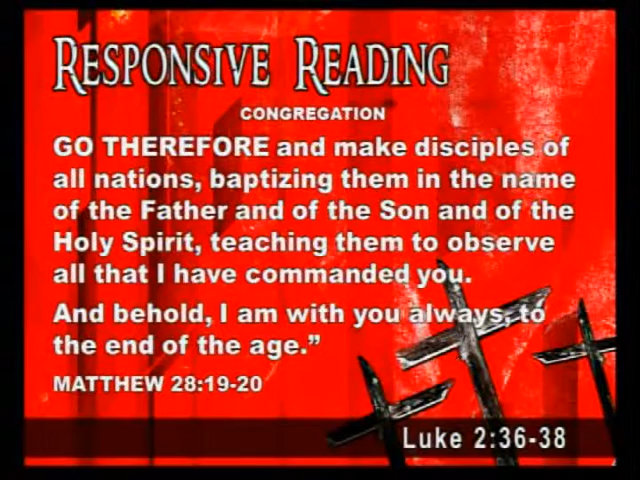 RESPONSIVE READING
CONGREGATION
GO THEREFORE and make disciples of
all nations, baptizing them in the name
of the Father and of the Son and of the
Holy Spirit, teaching them to observe
all that I have commanded you.
And behold, I am with you always, to
the end of the age.”
MATTHEW 28:19-20
Luke 2:36-38